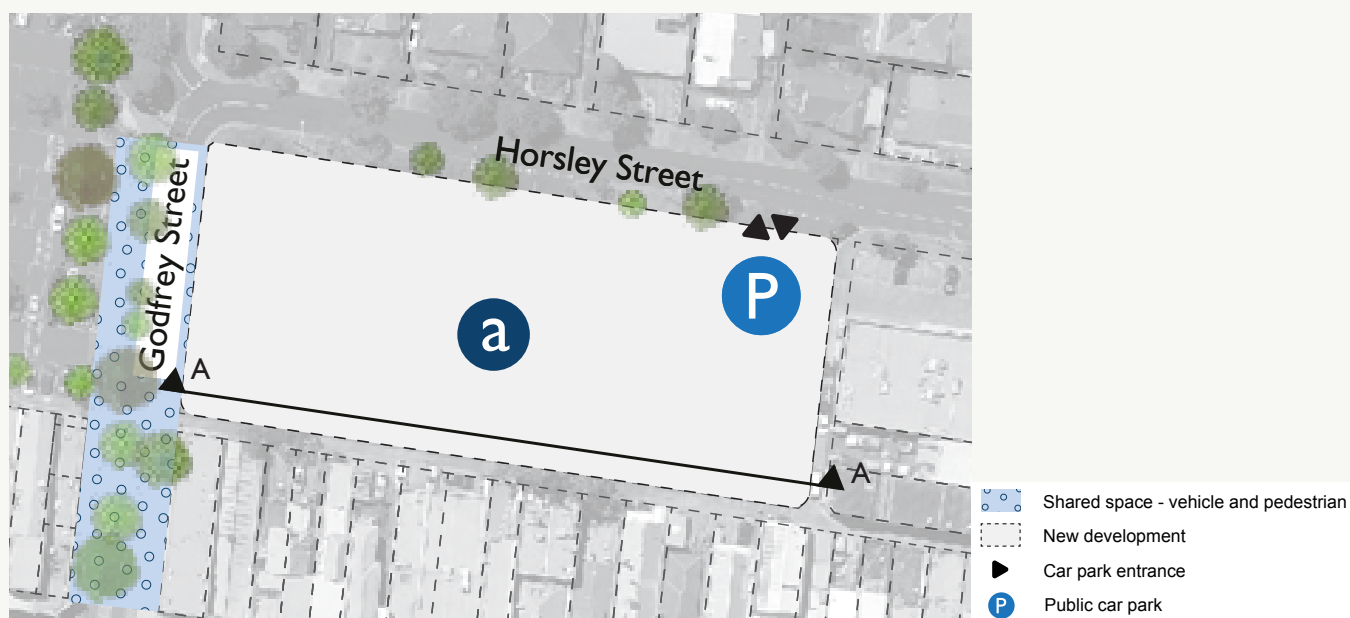 Horsley Street
Godfrey Street
P
a
A
A
Shared space - vehicle and pedestrian
New development
Car park entrance
P Public car park